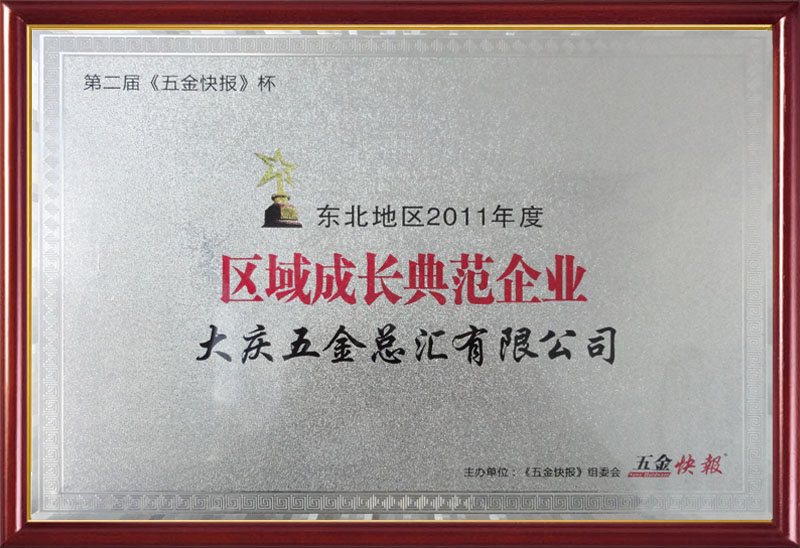 第二届《五金快报》杯
东北地区2011年度
区域成长典范企业
大庆五金总汇有限公司
主办单位：《五金快报》组委会 五金快報